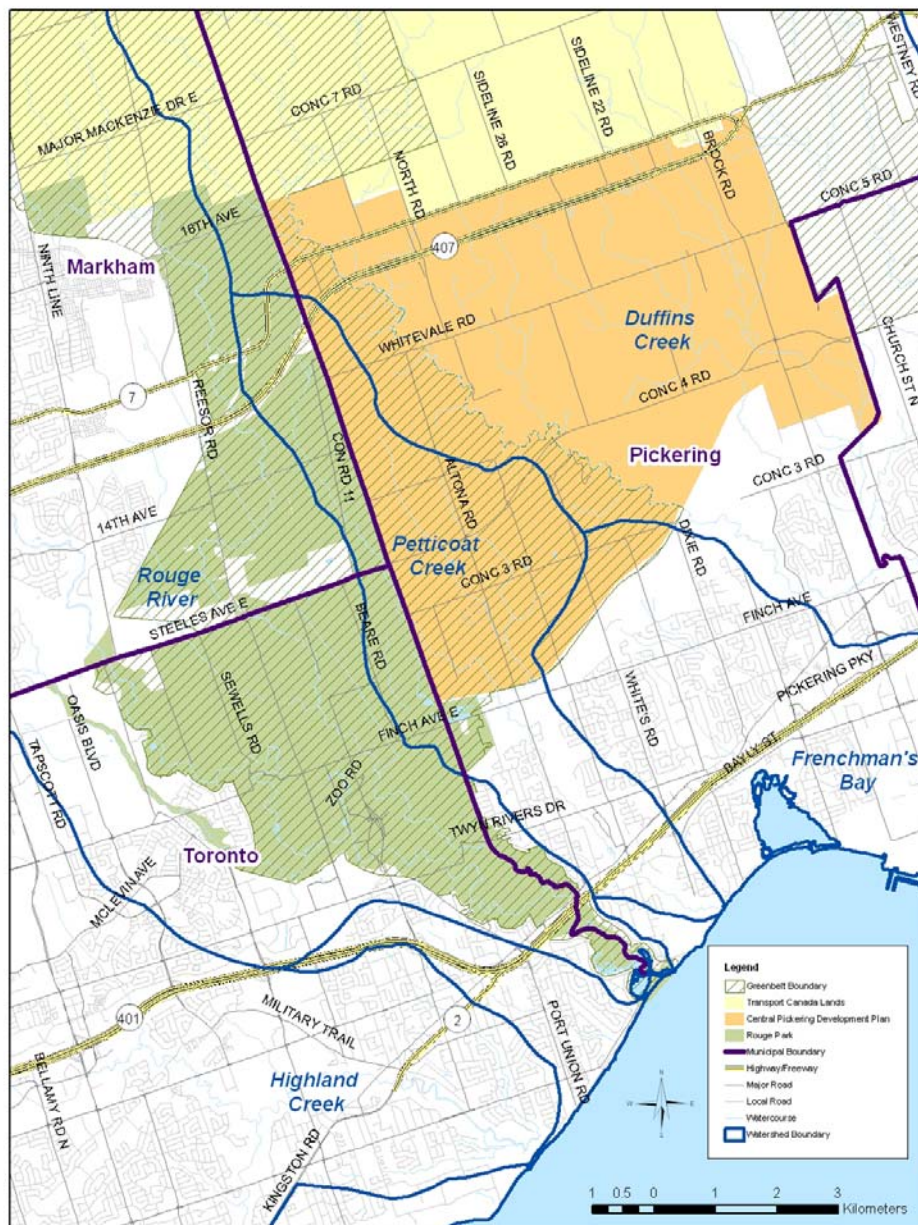 WESTNEY RD
SIDELINE 22 RD
SIDELINE 26 RD
CONC 7 RD
MAJOR MACKENZIE DR E
BROCK RD
NORTH RD
CONC 5 RD
16TH AVE
407
Markham
NINTH LINE
Duffins
Creek
WHITEVALE RD
CHURCH ST N
CONC 4 RD
7
REESOR RD
CON RD 11
Pickering
ALTONA RD
CONC 3 RD
14TH AVE
DIXIE RD
Petticoat
Creek
CONC 3 RD
Rouge
River
STEELES AVE E
BEARE RD
FINCH AVE
SEWELLS RD
OASIS BLVD
WHITE'S RD
PICKERING PKY
FINCH AVE E
BAYLY ST
TAPSCOTT RD
ZOO RD
Frenchman's
Bay
TWYN RIVERS DR
Toronto
MCLEVIN AVE
401
MILITARY TRAIL
2
PORT UNION RD
BELLAMY RD N
Highland
Creek
KINGSTON RD
Legend
Greenbelt Boundary
Transport Canada Lands
Central Pickering Development Plan
Rouge Park
Municipal Boundary
Highway/Freeway
Major Road
Local Road
Watercourse
Watershed Boundary
N
W E
S
1 0.5 0 1 2 3
Kilometers